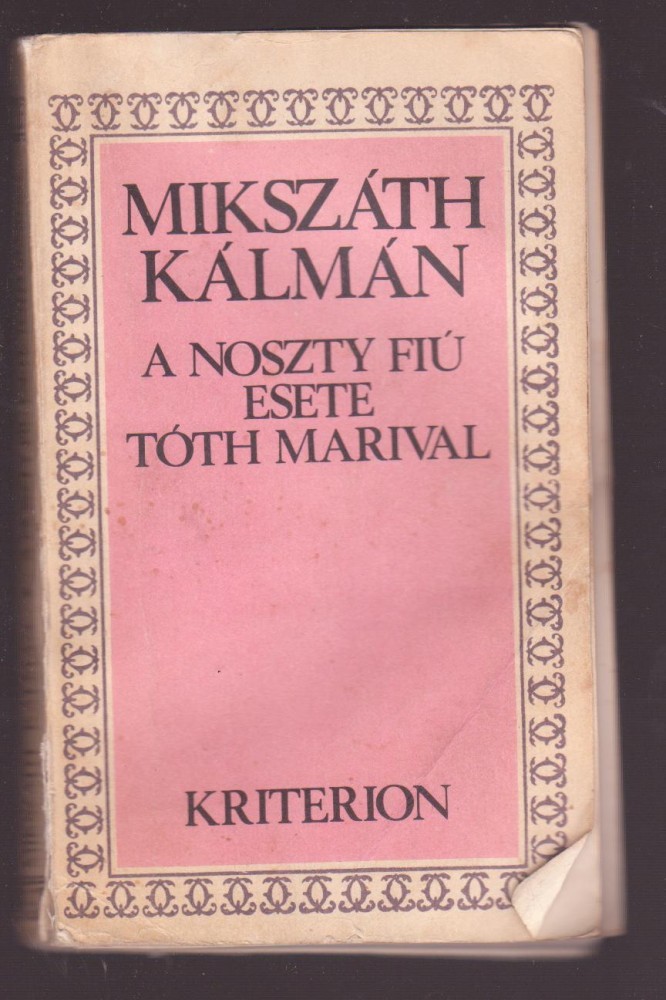 MIKSZÁTH
KÁLMÁN
A NOSZTY FIÚ
ESETE
TÓTH MARIVAL
KRITERION